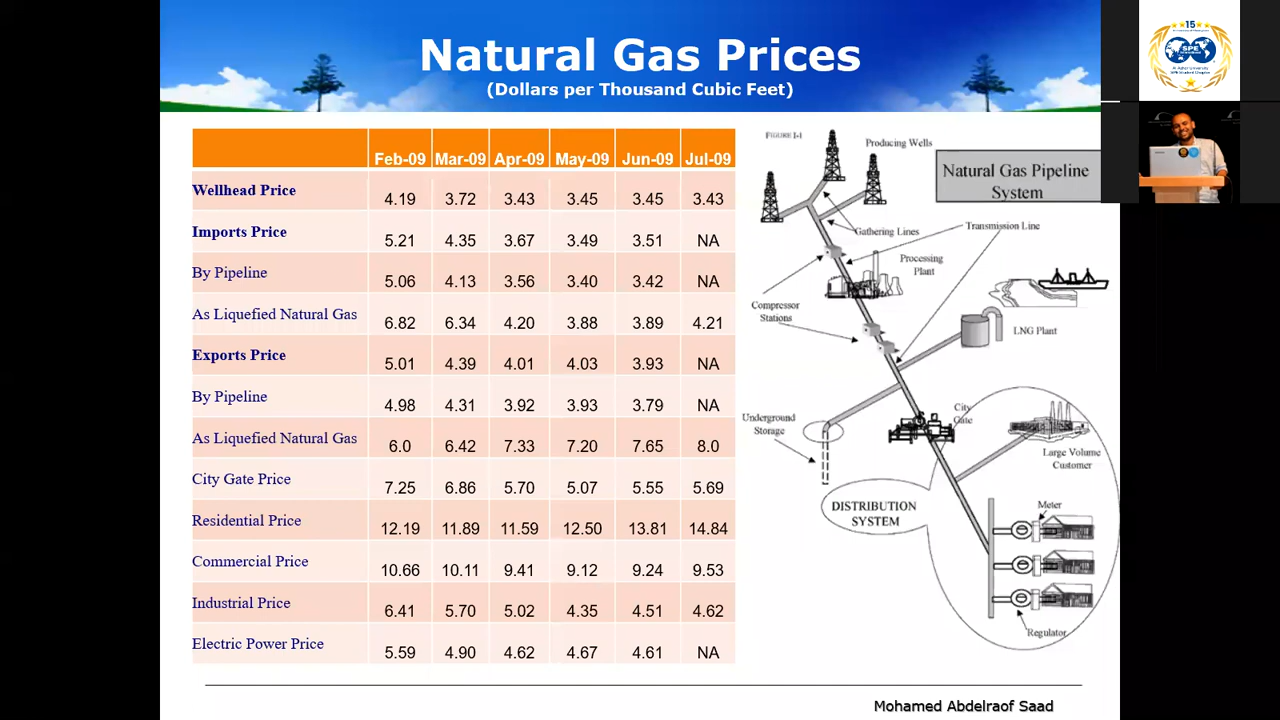 Natural Gas Prices
(Dollars per Thousand Cubic Feet)
Feb-09 Mar-09 Apr-09 May-09 Jun-09 Jul-09
Wellhead Price 4.19 3.72 3.43 3.45 3.45 3.43
Imports Price 5.21 4.35 3.67 3.49 3.51 NA
By Pipeline 5.06 4.13 3.56 3.40 3.42 NA
As Liquefied Natural Gas 6.82 6.34 4.20 3.88 3.89 4.21
Exports Price 5.01 4.39 4.01 4.03 3.93 NA
By Pipeline 4.98 4.31 3.92 3.93 3.79 NA
As Liquefied Natural Gas 6.0 6.42 7.33 7.20 7.65 8.0
City Gate Price 7.25 6.86 5.70 5.07 5.55 5.69
Residential Price 12.19 11.89 11.59 12.50 13.81 14.84
Commercial Price 10.66 10.11 9.41 9.12 9.24 9.53
Industrial Price 6.41 5.70 5.02 4.35 4.51 4.62
Electric Power Price 5.59 4.90 4.62 4.67 4.61 NA
FIGURE I-1
Producing Wells
Natural Gas Pipeline
System
Gathering Lines
Transmission Line
Processing
Plant
Compressor
Stations
LNG Plant
Underground
Storage
City
Gate
Large Volume
Customer
DISTRIBUTION
SYSTEM
Meter
Regulator
Mohamed Abdelraof Saad
15
SPE